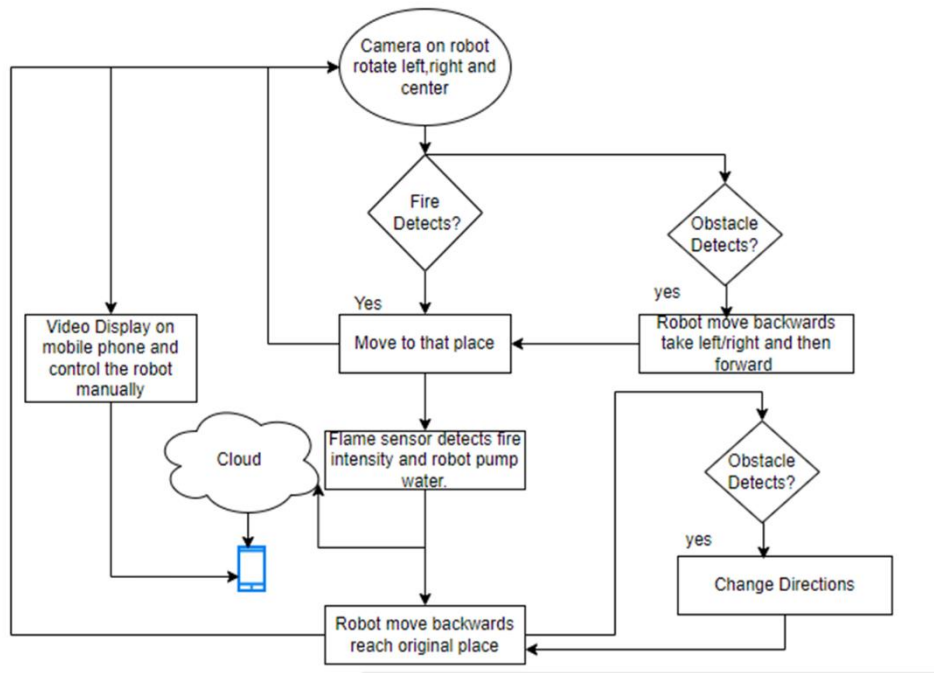 Camera on robot
rotate left,right and
center
Fire
Detects?
Obstacle
Detects?
Yes
yes
Video Display on
mobile phone and
control the robot
manually
Move to that place
Robot move backwards
take left/right and then
forward
Cloud
Flame sensor detects fire
intensity and robot pump
water.
Obstacle
Detects?
yes
Change Directions
Robot move backwards
reach original place